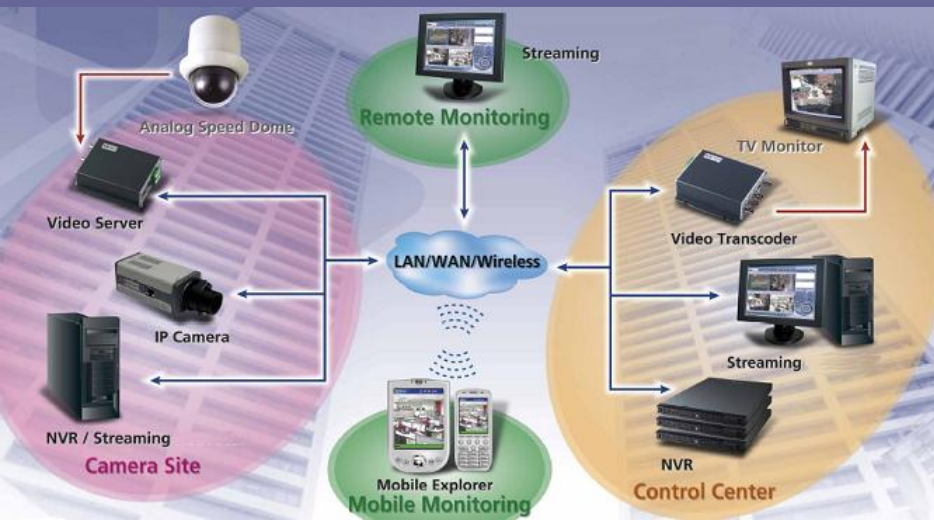 Streaming
Remote Monitoring
Analog Speed Dome
TV Monitor
Video Server
Video Transcoder
LAN/WAN/Wireless
IP Camera
Streaming
NVR / Streaming
Camera Site
Mobile Explorer
Mobile Monitoring
NVR
Control Center